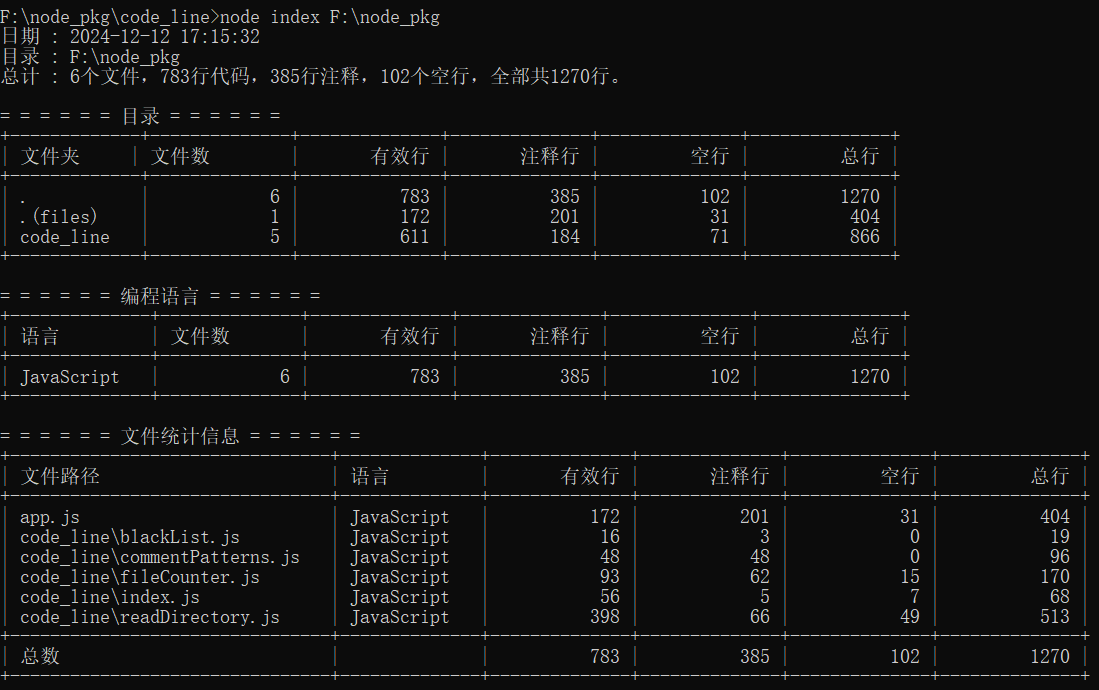 F:\node_pkg\code_line>node index F:\node_pkg
日期 : 2024-12-12 17:15:32
目录 : F:\node_pkg
总计 : 6个文件，783行代码，385行注释，102个空行，全部共1270行。
= = = = = = 目录 = = = = = =
文件夹 文件数 有效行 注释行 空行 总行
. 6 783 385 102 1270
.(files) 1 172 201 31 404
code_line 5 611 184 71 866
= = = = = = 编程语言 = = = = = =
语言 文件数 有效行 注释行 空行 总行
JavaScript 6 783 385 102 1270
= = = = = = 文件统计信息 = = = = = =
文件路径 语言 有效行 注释行 空行 总行
app.js JavaScript 172 201 31 404
code_line\blackList.js JavaScript 16 3 0 19
code_line\commentPatterns.js JavaScript 48 48 0 96
code_line\fileCounter.js JavaScript 93 62 15 170
code_line\index.js JavaScript 56 5 7 68
code_line\readDirectory.js JavaScript 398 66 49 513
总数 783 385 102 1270